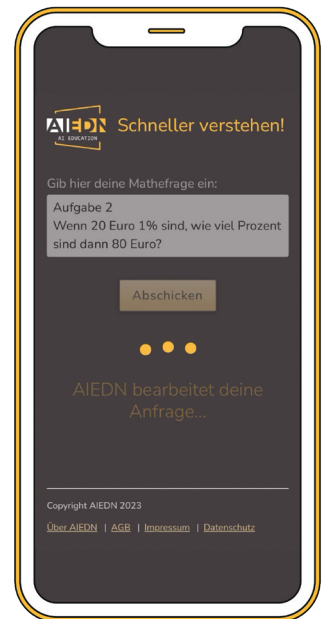 AIEDN
AI EDUCATION
Schneller verstehen!
Gib hier deine Mathefrage ein:
Aufgabe 2
Wenn 20 Euro 1% sind, wie viel Prozent
sind dann 80 Euro?
Abschicken
AIEDN bearbeitet deine
Anfrage...
Copyright AIEDN 2023
Über AIEDN | AGB | Impressum | Datenschutz